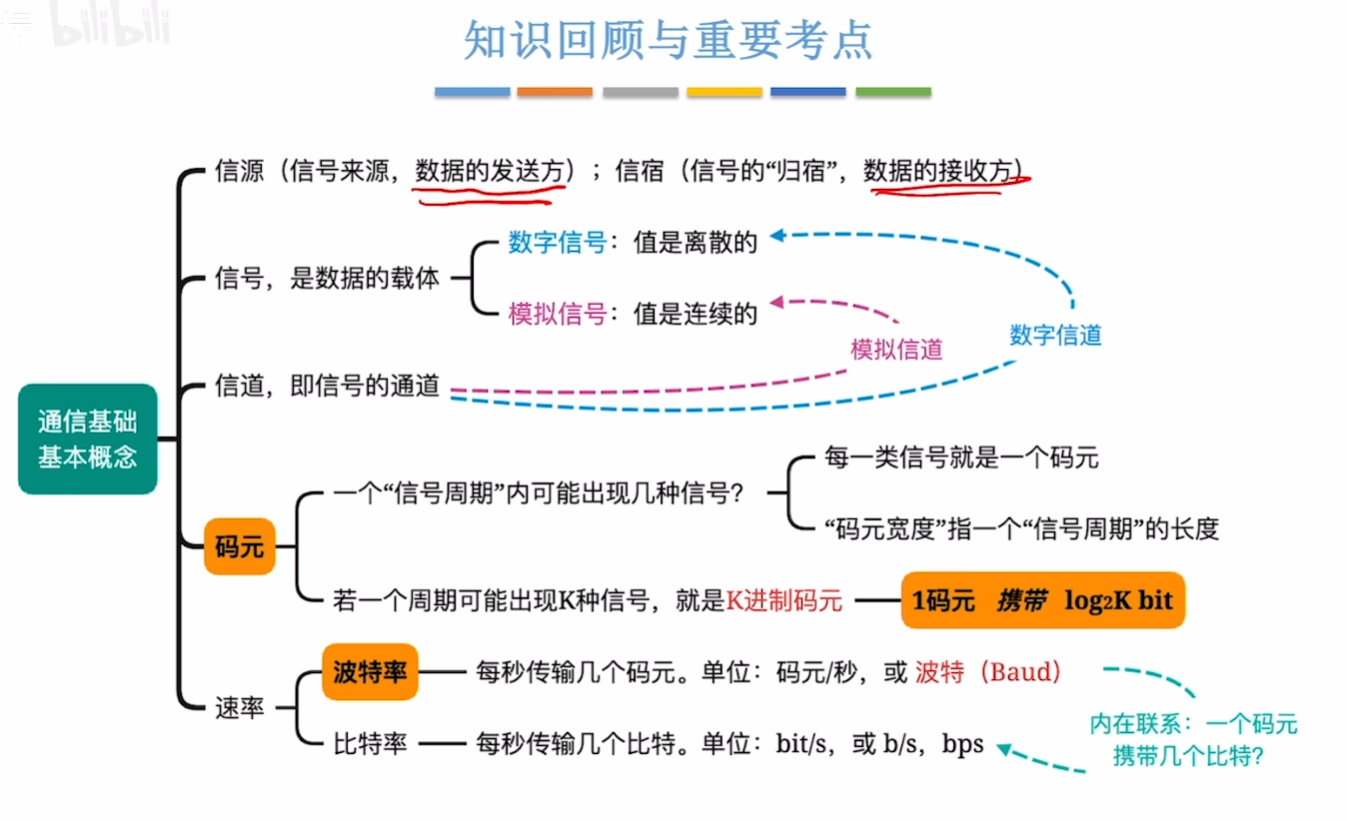 bilibili
知识回顾与重要考点
信源（信号来源，数据的发送方）；信宿（信号的“归宿”，数据的接收方）
信号，是数据的载体
数字信号：值是离散的
模拟信号：值是连续的
信道，即信号的通道
模拟信道
数字信道
通信基础
基本概念
码元
一个“信号周期”内可能出现几种信号？
每一类信号就是一个码元
“码元宽度”指一个“信号周期”的长度
若一个周期可能出现K种信号，就是K进制码元
1码元 携带 log2K bit
速率
波特率
每秒传输几个码元。单位：码元/秒，或 波特（Baud）
比特率
每秒传输几个比特。单位：bit/s，或 b/s，bps
内在联系：一个码元
携带几个比特？